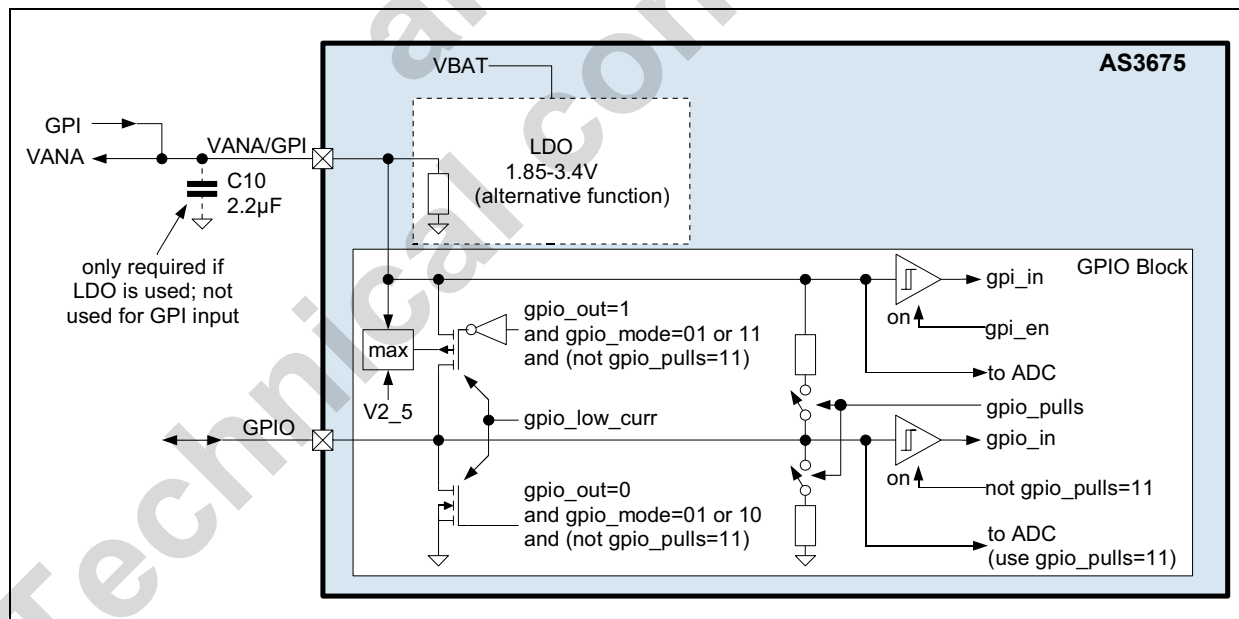 AS3675
VBAT
LDO
1.85-3.4V
(alternative function)
GPI
VANA
VANA/GPI
C10
2.2µF
only required if
LDO is used; not
used for GPI input
GPIO Block
gpi_in
on
gpi_en
to ADC
gpio_out=1
and gpio_mode=01 or 11
and (not gpio_pulls=11)
max
V2_5
gpio_low_curr
gpio_pulls
GPIO
gpio_in
on
not gpio_pulls=11
gpio_out=0
and gpio_mode=01 or 10
and (not gpio_pulls=11)
to ADC
(use gpio_pulls=11)
Technical con